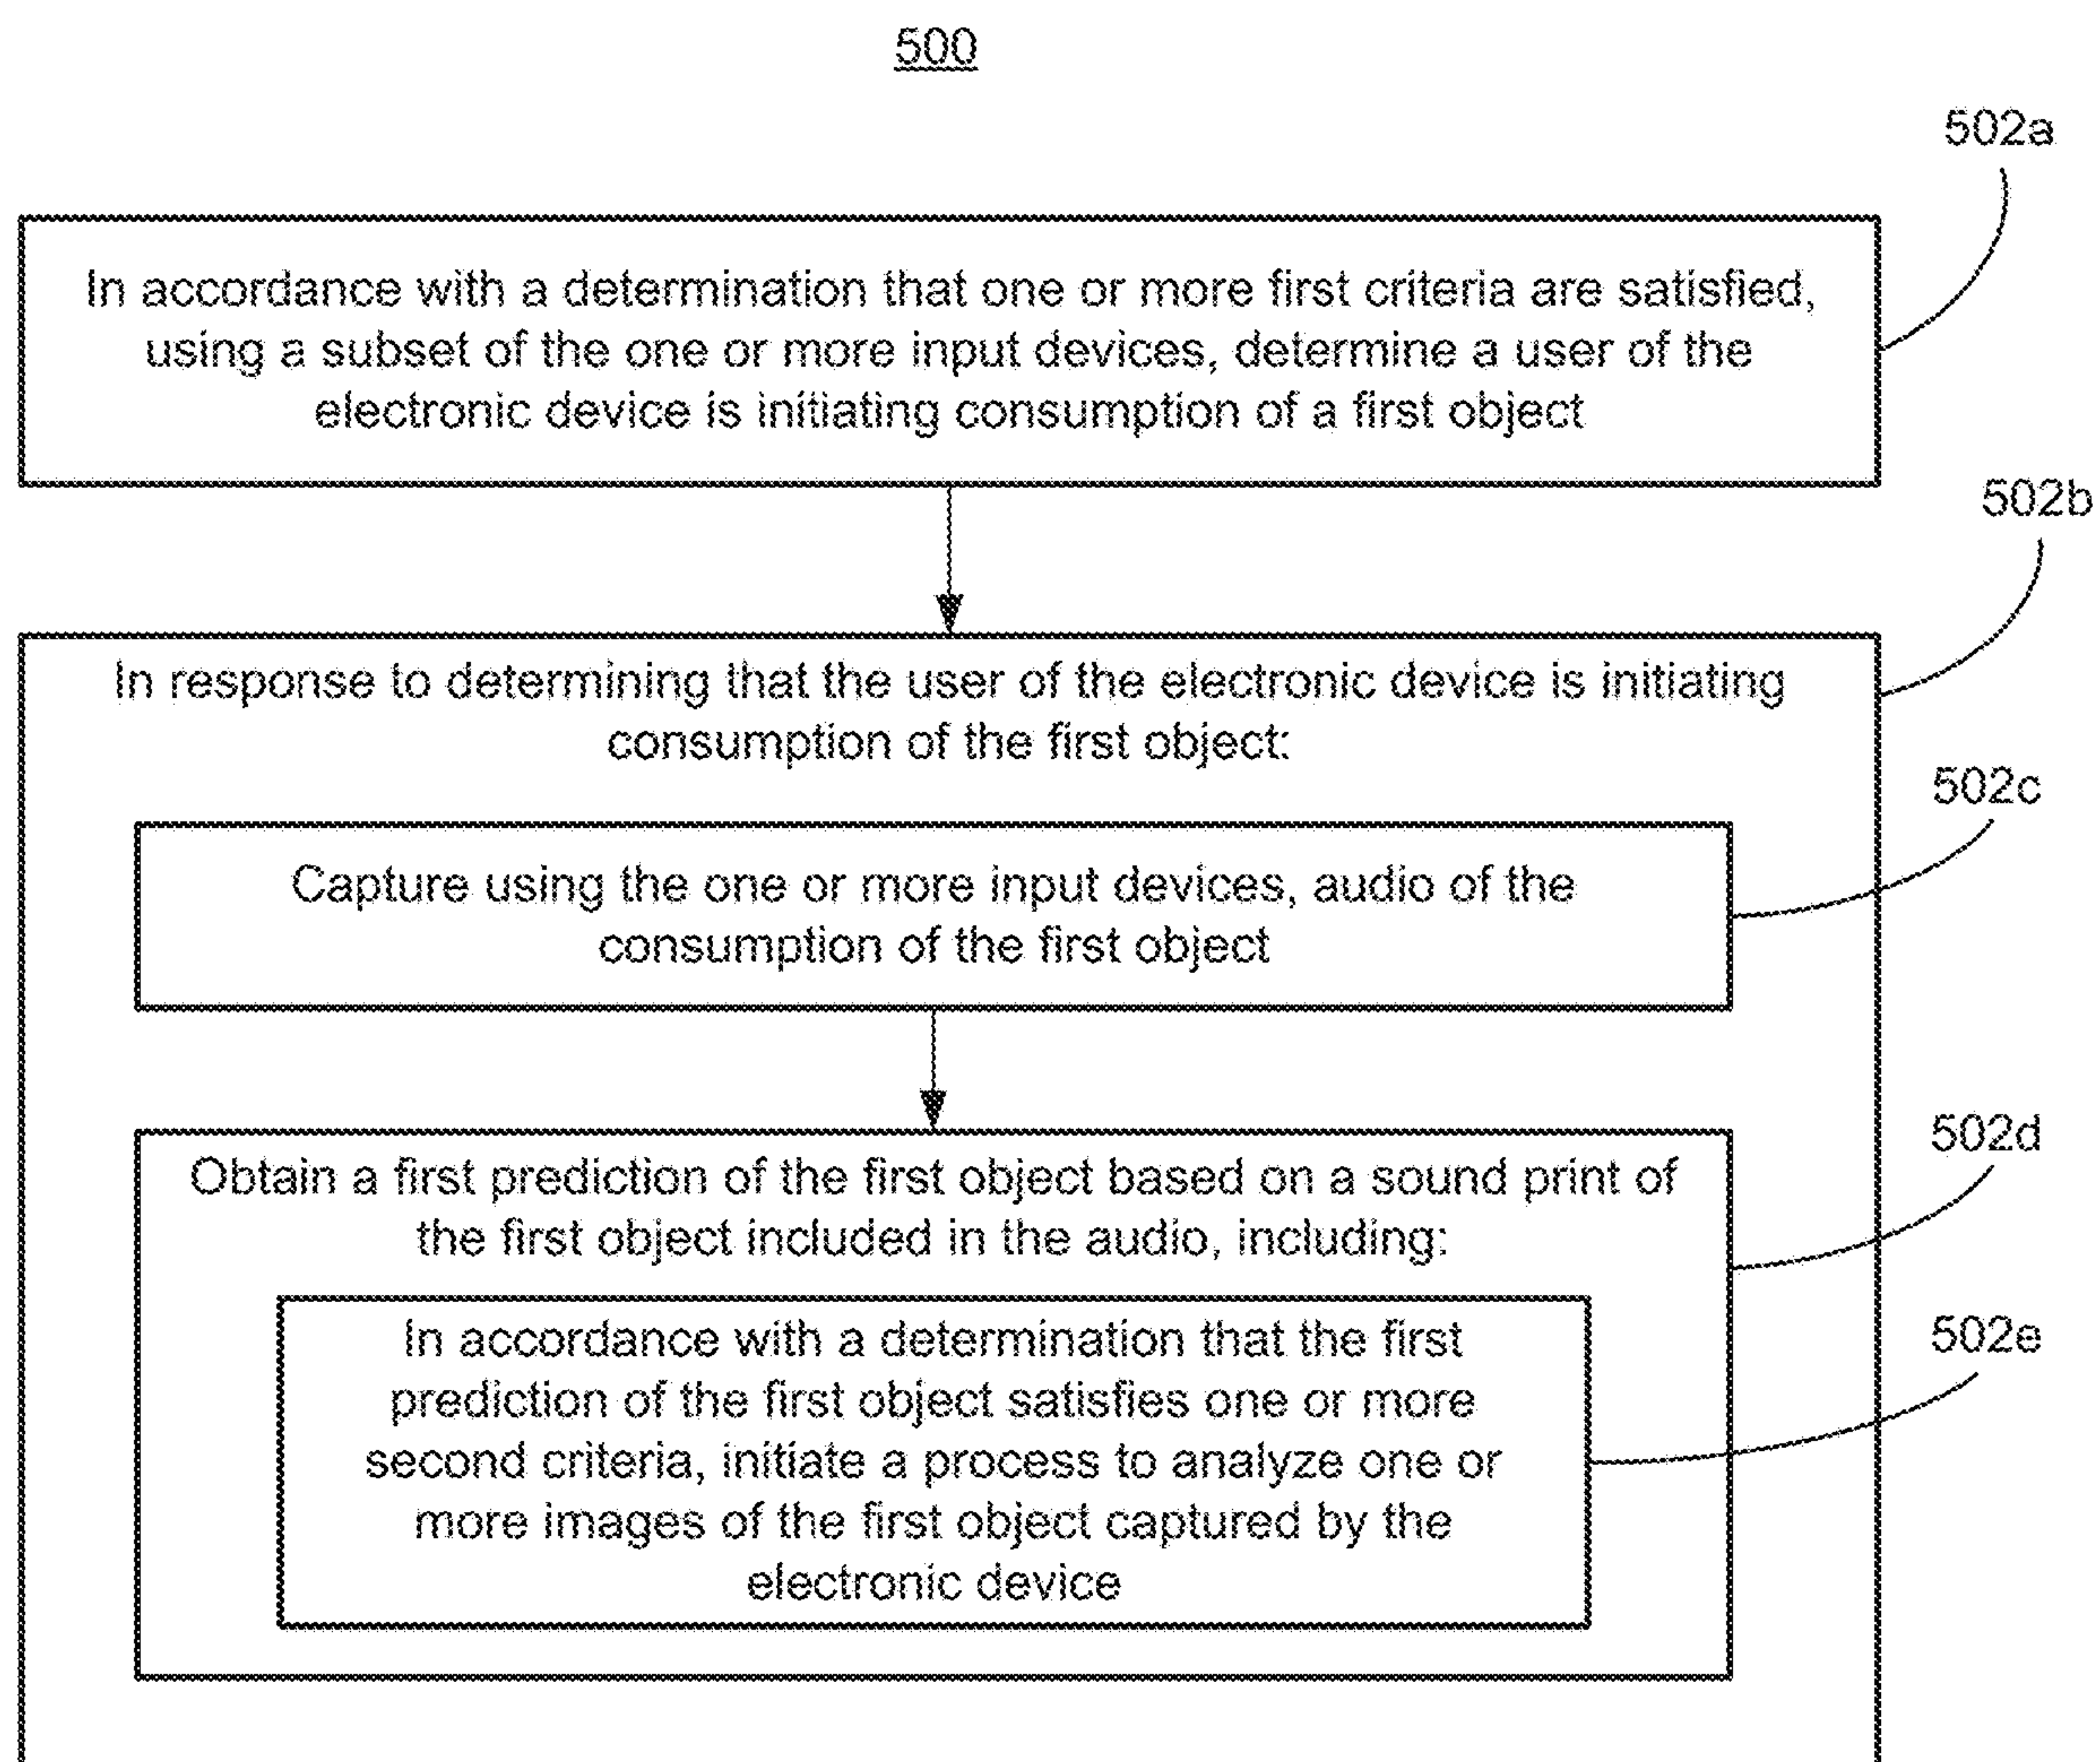 500
502a
In accordance with a determination that one or more first criteria are satisfied,
using a subset of the one or more input devices, determine a user of the
electronic device is initiating consumption of a first object
502b
In response to determining that the user of the electronic device is initiating
consumption of the first object:
502c
Capture using the one or more input devices, audio of the
consumption of the first object
502d
Obtain a first prediction of the first object based on a sound print of
the first object included in the audio, including:
502e
In accordance with a determination that the first
prediction of the first object satisfies one or more
second criteria, initiate a process to analyze one or
more images of the first object captured by the
electronic device